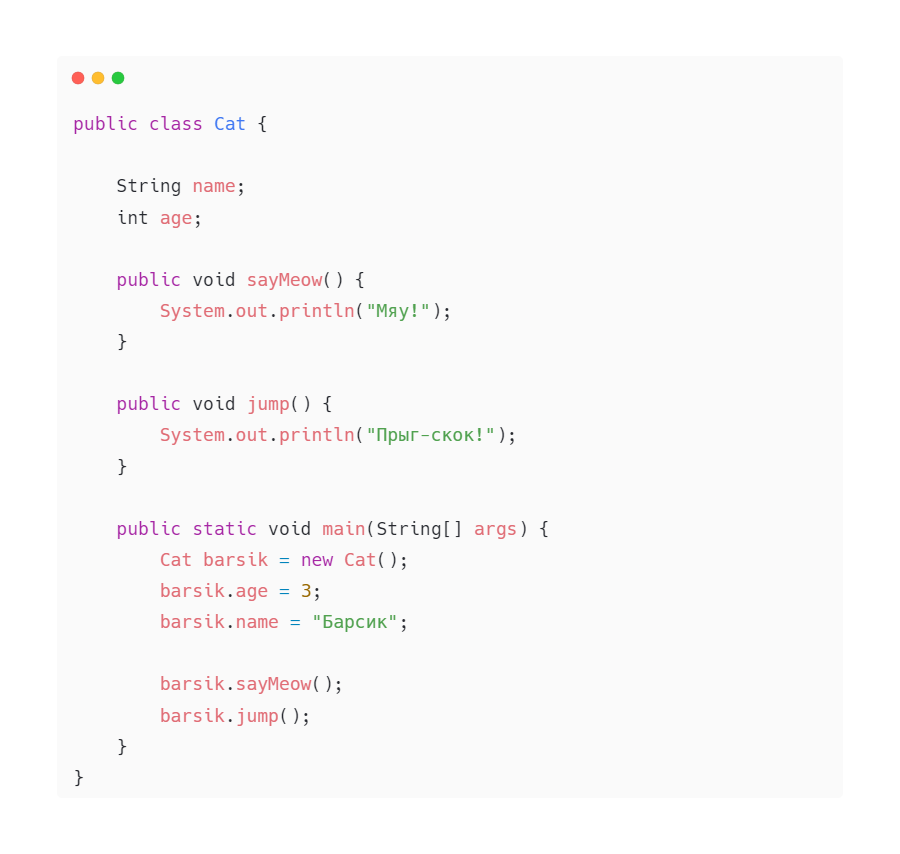 public class Cat {
    String name;
    int age;
    public void sayMeow() {
        System.out.println("Мяу!");
    }
    public void jump() {
        System.out.println("Прыг-скок!");
    }
    public static void main(String[] args) {
        Cat barsik = new Cat();
        barsik.age = 3;
        barsik.name = "Барсик";
        barsik.sayMeow();
        barsik.jump();
    }
}